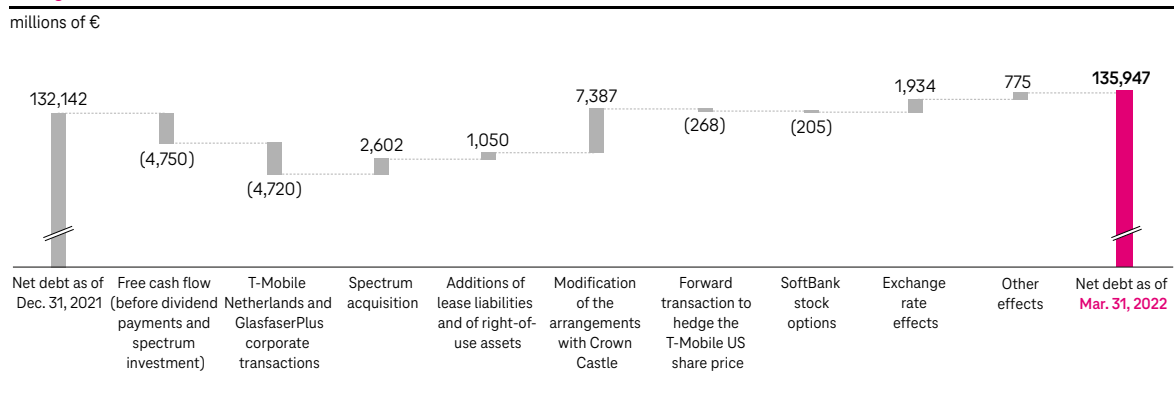 millions of €
132,142
(4,750)
(4,720)
2,602
1,050
7,387
(268)
(205)
1,934
775
135,947
Net debt as of
Dec. 31, 2021
Free cash flow
(before dividend
payments and
spectrum
investment)
T-Mobile
Netherlands and
GlasfaserPlus
corporate
transactions
Spectrum
acquisition
Additions of
lease liabilities
and of right-of-
use assets
Modification
of the
arrangements
with Crown
Castle
Forward
transaction to
hedge the
T-Mobile US
share price
SoftBank
stock
options
Exchange
rate
effects
Other
effects
Net debt as of
Mar. 31, 2022